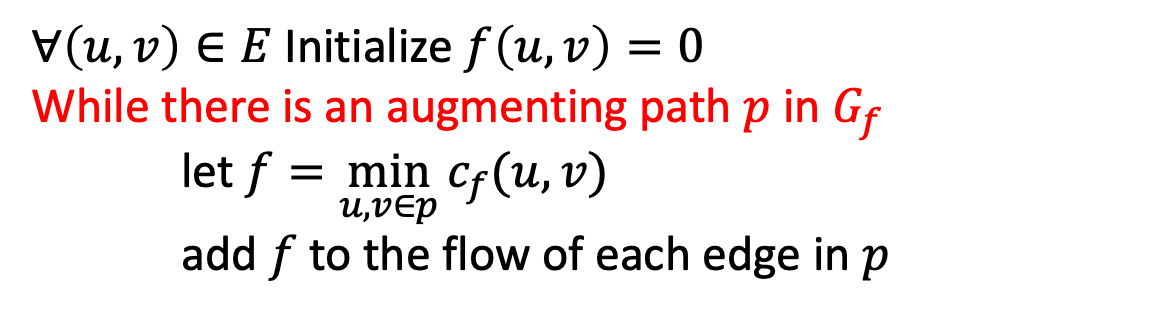 ∀(u, v) ∈ E Initialize f(u, v) = 0
While there is an augmenting path p in G_f
let f = min_{u,v∈p} c_f(u, v)
add f to the flow of each edge in p